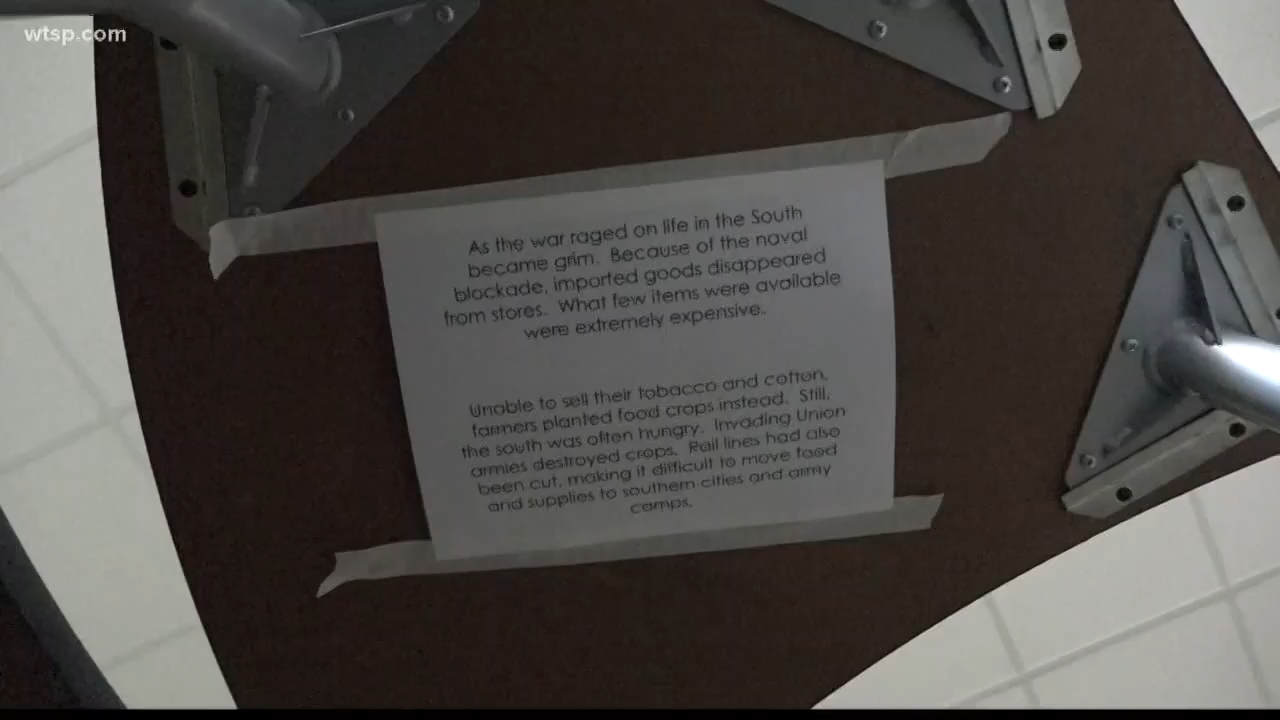 wtsp.com
As the war raged on life in the South
became grim. Because of the naval
blockade, imported goods disappeared
from stores. What few items were available
were extremely expensive.
Unable to sell their tobacco and cotton,
farmers planted food crops instead. Still,
the south was often hungry. Invading Union
armies destroyed crops. Rail lines had also
been cut, making it difficult to move food
and supplies to southern cities and army
camps.